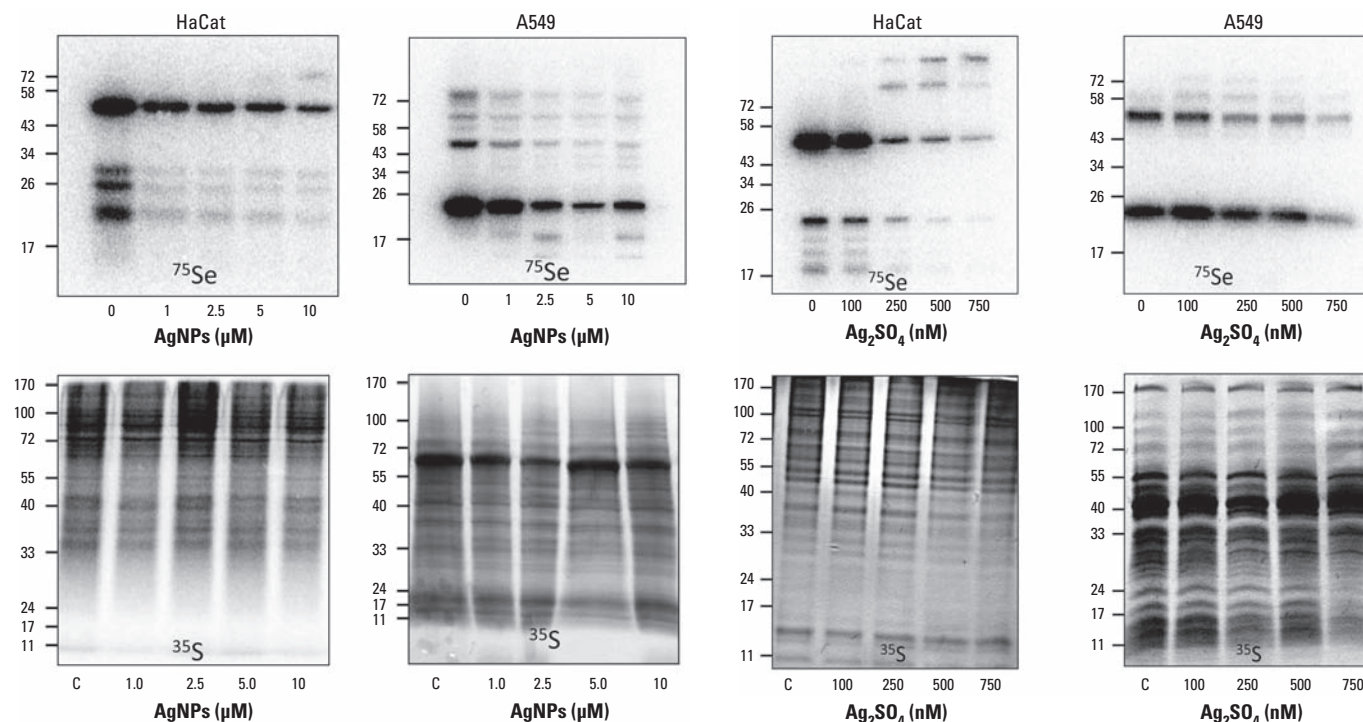 HaCat
72
58
43
34
26
17
⁷⁵Se
0 1 2.5 5 10
AgNPs (µM)
A549
72
58
43
34
26
17
⁷⁵Se
0 1 2.5 5 10
AgNPs (µM)
HaCat
72
58
43
34
26
17
⁷⁵Se
0 100 250 500 750
Ag₂SO₄ (nM)
A549
72
58
43
34
26
17
⁷⁵Se
0 100 250 500 750
Ag₂SO₄ (nM)
170
100
72
55
40
33
24
17
11
³⁵S
C 1.0 2.5 5.0 10
AgNPs (µM)
170
100
72
55
40
33
24
17
11
³⁵S
C 1.0 2.5 5.0 10
AgNPs (µM)
170
100
72
55
40
33
24
17
11
³⁵S
C 100 250 500 750
Ag₂SO₄ (nM)
170
100
72
55
40
33
24
17
11
³⁵S
C 100 250 500 750
Ag₂SO₄ (nM)